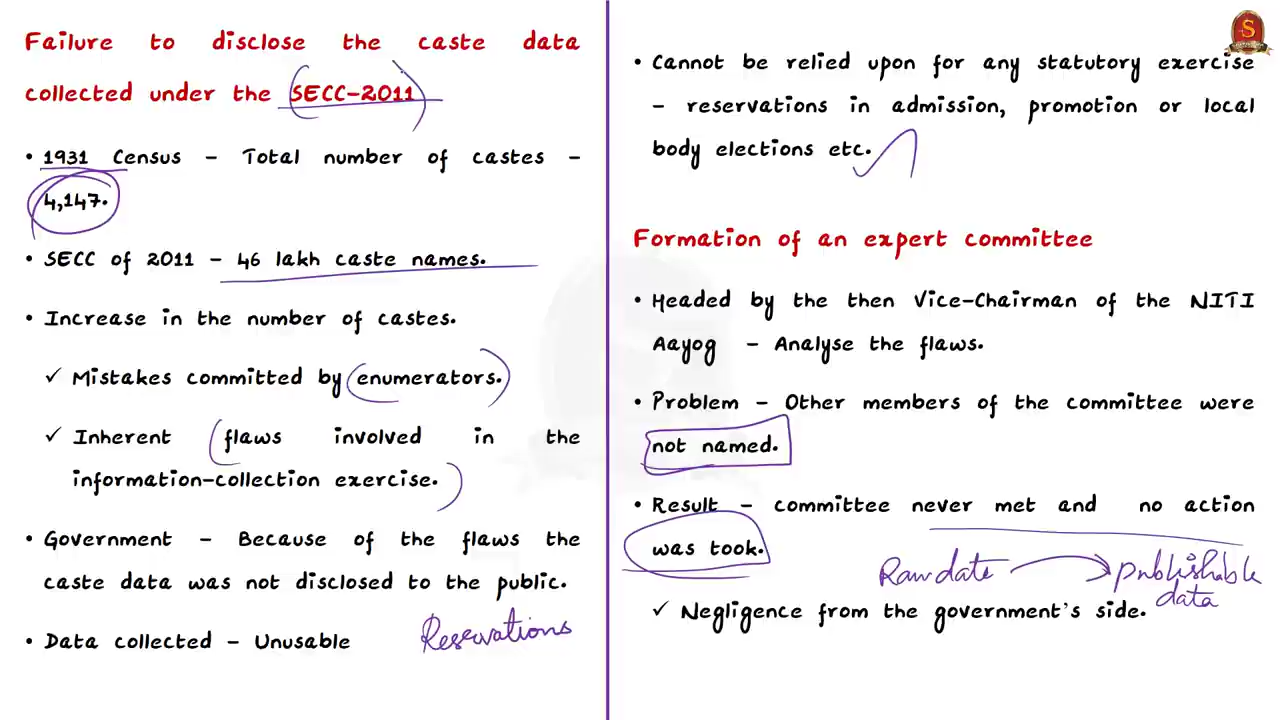 Failure to disclose the caste data
collected under the SECC-2011
• 1931 Census - Total number of castes -
4,147.
• SECC of 2011 - 46 lakh caste names.
• Increase in the number of castes.
✓ Mistakes committed by enumerators.
✓ Inherent flaws involved in the
information-collection exercise.
• Government - Because of the flaws the
caste data was not disclosed to the public.
• Data collected - Unusable
Reservations
• Cannot be relied upon for any statutory exercise
- reservations in admission, promotion or local
body elections etc.
Formation of an expert committee
• Headed by the then Vice-Chairman of the NITI
Aayog - Analyse the flaws.
• Problem - Other members of the committee were
not named.
• Result - committee never met and no action
was took.
Raw date publishable
data
✓ Negligence from the government's side.
S